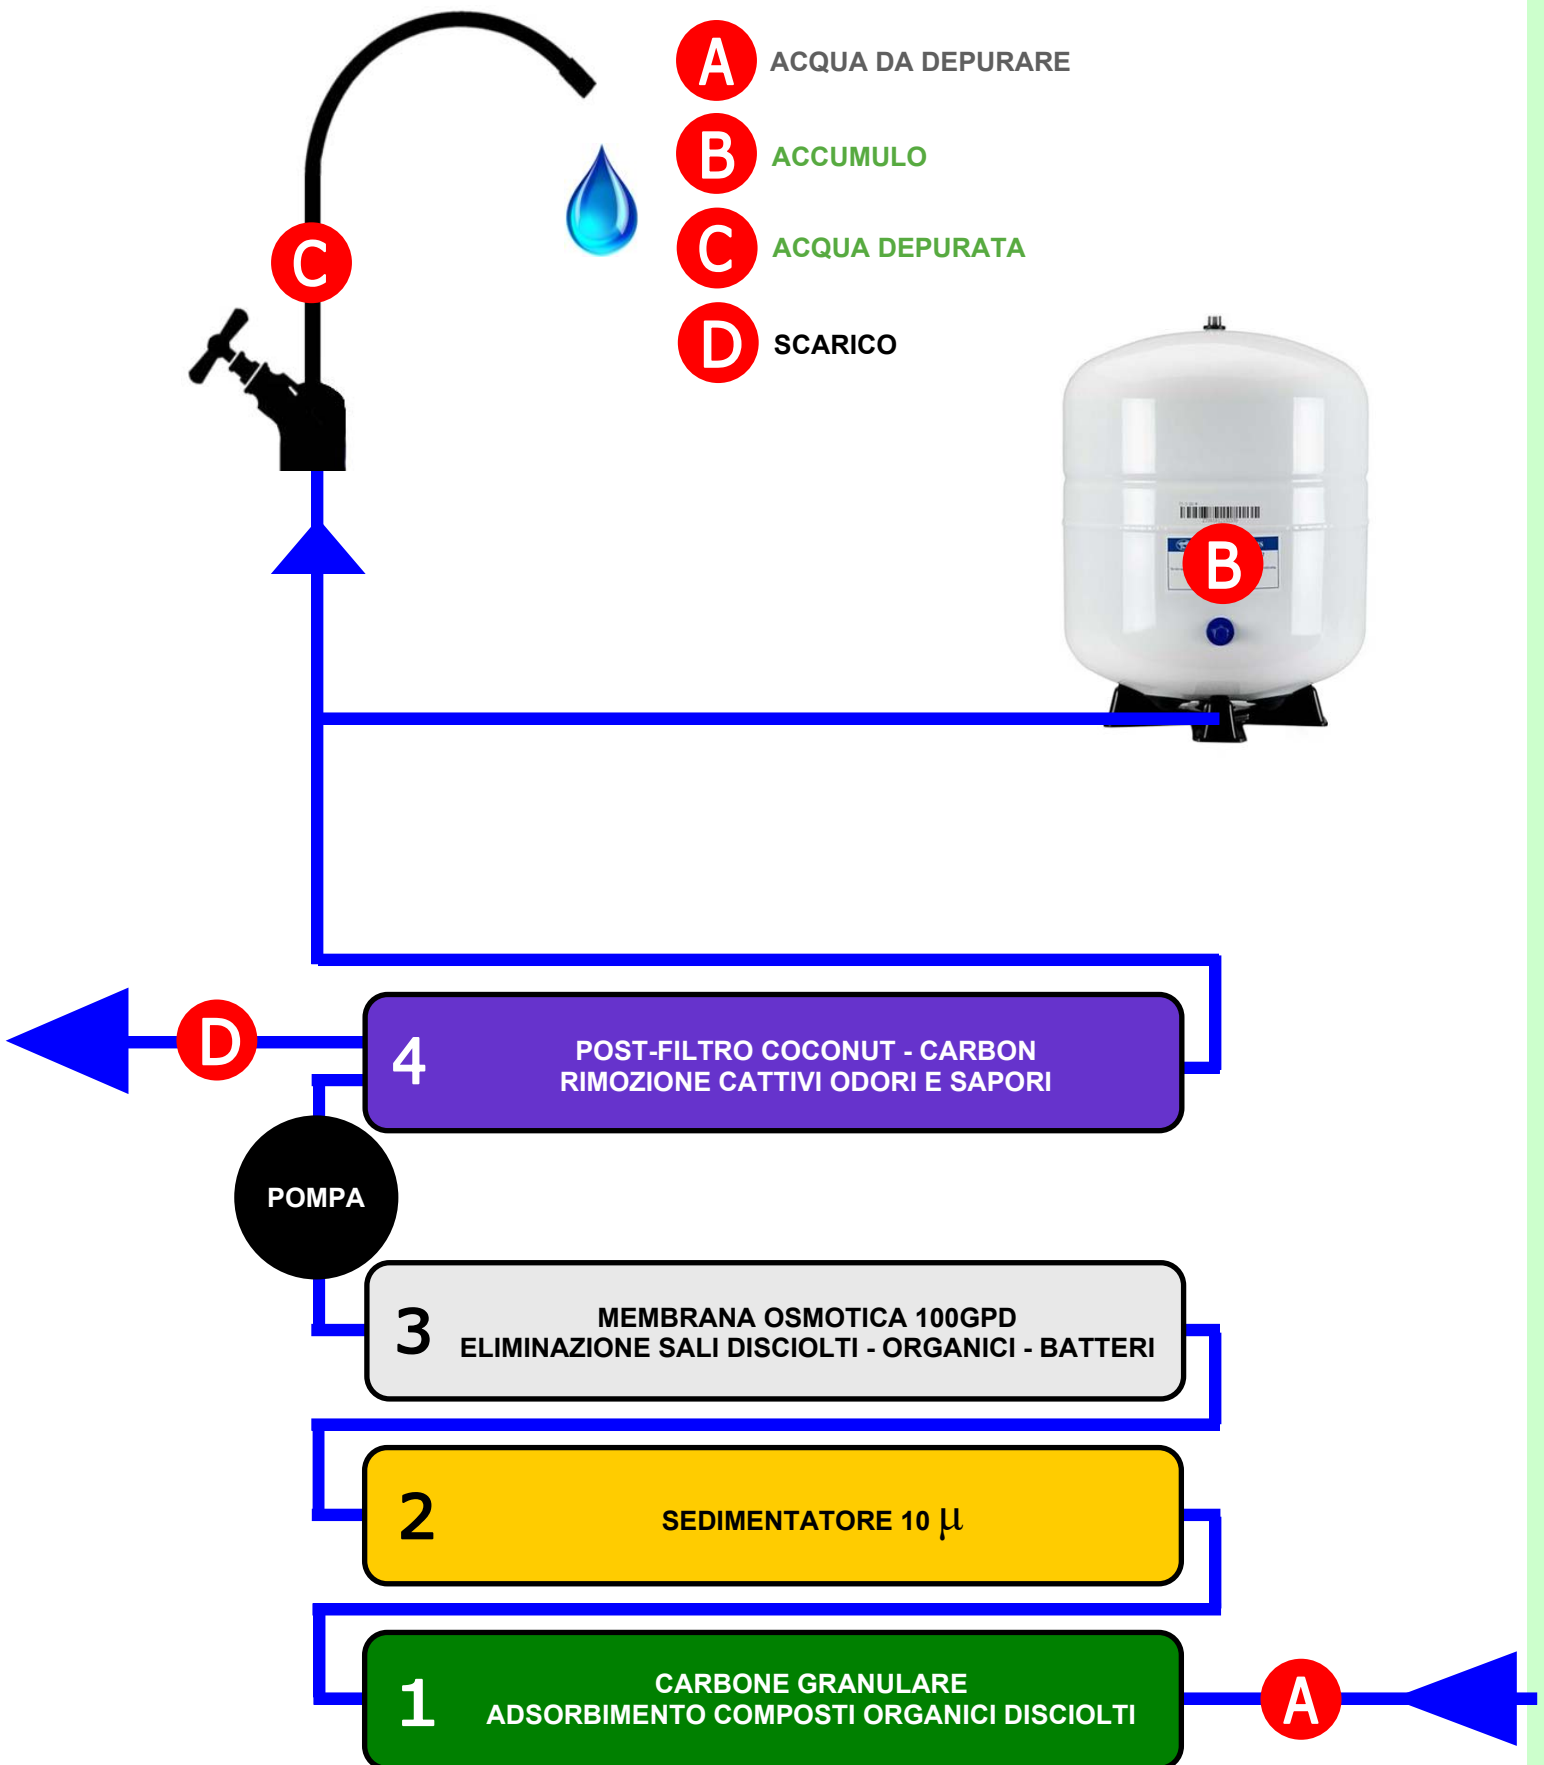 A ACQUA DA DEPURARE
B ACCUMULO
C ACQUA DEPURATA
D SCARICO
C
B
D
4
POST-FILTRO COCONUT - CARBON
RIMOZIONE CATTIVI ODORI E SAPORI
POMPA
3
MEMBRANA OSMOTICA 100GPD
ELIMINAZIONE SALI DISCIOLTI - ORGANICI - BATTERI
2
SEDIMENTATORE 10 μ
1
CARBONE GRANULARE
ADSORBIMENTO COMPOSTI ORGANICI DISCIOLTI
A